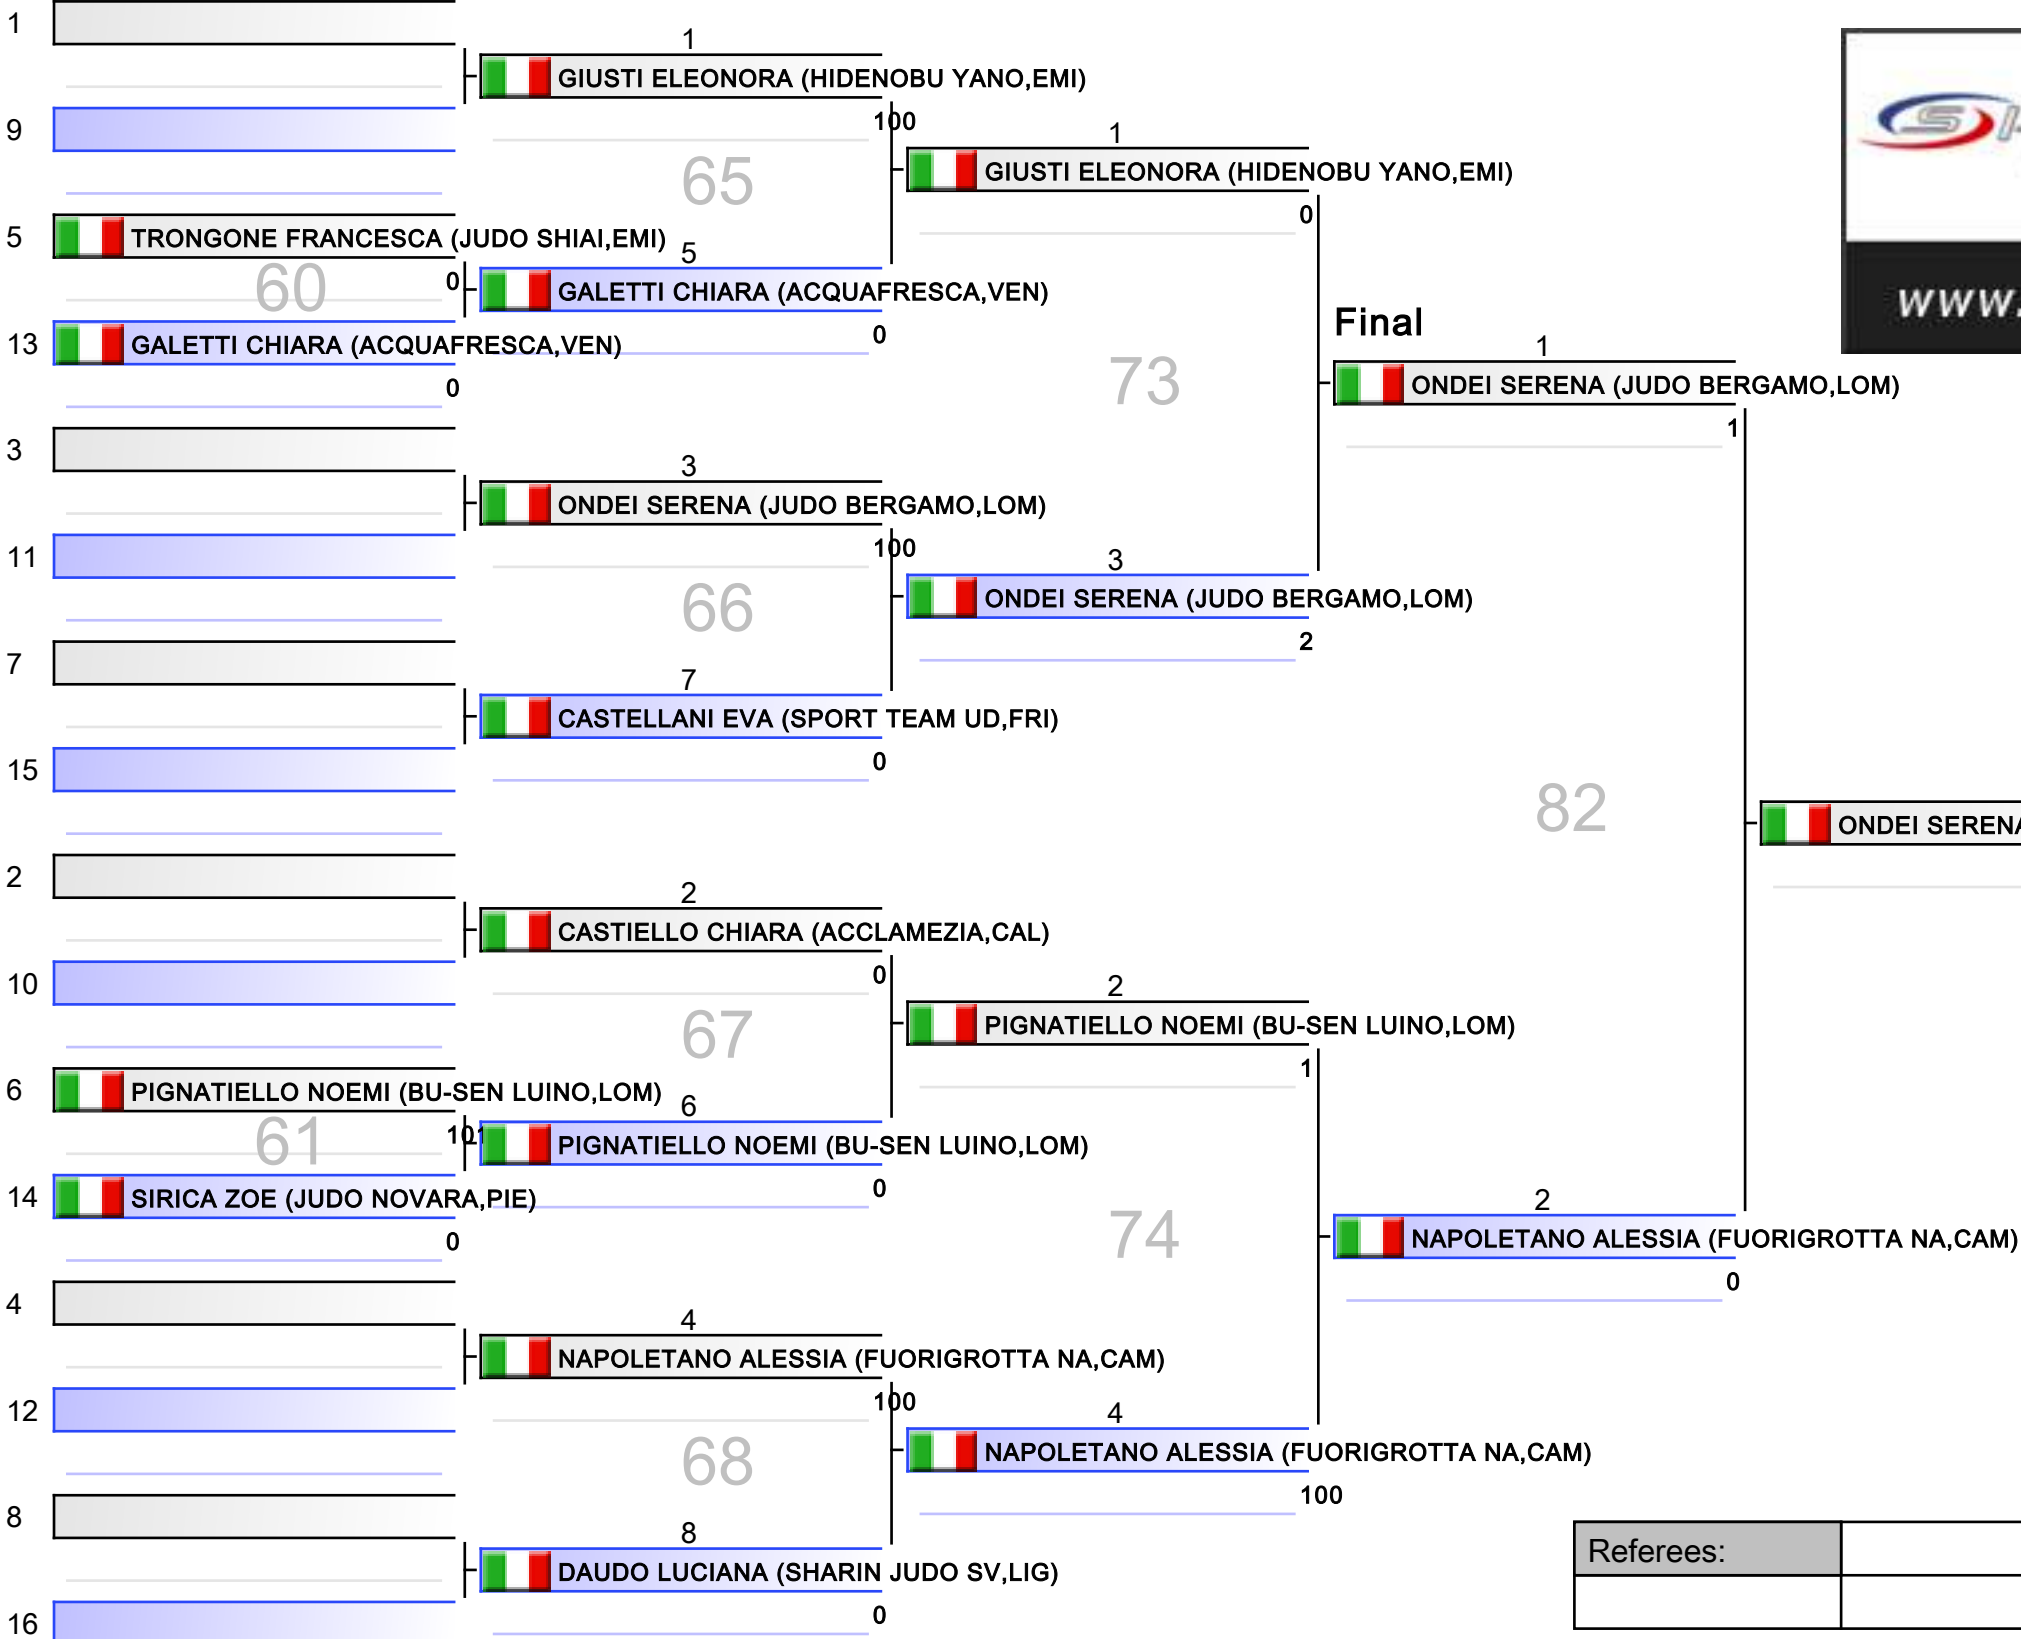 1
1
GIUSTI ELEONORA (HIDENOBU YANO,EMI)
9
100
1
65
GIUSTI ELEONORA (HIDENOBU YANO,EMI)
0
5
TRONGONE FRANCESCA (JUDO SHIAI,EMI)
5
60
0
GALETTI CHIARA (ACQUAFRESCA,VEN)
0
13
GALETTI CHIARA (ACQUAFRESCA,VEN)
0
73
Final
1
ONDEI SERENA (JUDO BERGAMO,LOM)
1
WWW.
3
3
ONDEI SERENA (JUDO BERGAMO,LOM)
11
100
3
66
ONDEI SERENA (JUDO BERGAMO,LOM)
2
7
7
CASTELLANI EVA (SPORT TEAM UD,FRI)
15
0
82
ONDEI SERENA
2
2
CASTIELLO CHIARA (ACCLAMEZIA,CAL)
10
0
2
67
PIGNATIELLO NOEMI (BU-SEN LUINO,LOM)
1
6
PIGNATIELLO NOEMI (BU-SEN LUINO,LOM)
6
61
101
PIGNATIELLO NOEMI (BU-SEN LUINO,LOM)
0
14
SIRICA ZOE (JUDO NOVARA,PIE)
0
74
2
NAPOLETANO ALESSIA (FUORIGROTTA NA,CAM)
0
4
4
NAPOLETANO ALESSIA (FUORIGROTTA NA,CAM)
12
100
4
68
NAPOLETANO ALESSIA (FUORIGROTTA NA,CAM)
100
8
8
DAUDO LUCIANA (SHARIN JUDO SV,LIG)
16
0
Referees: